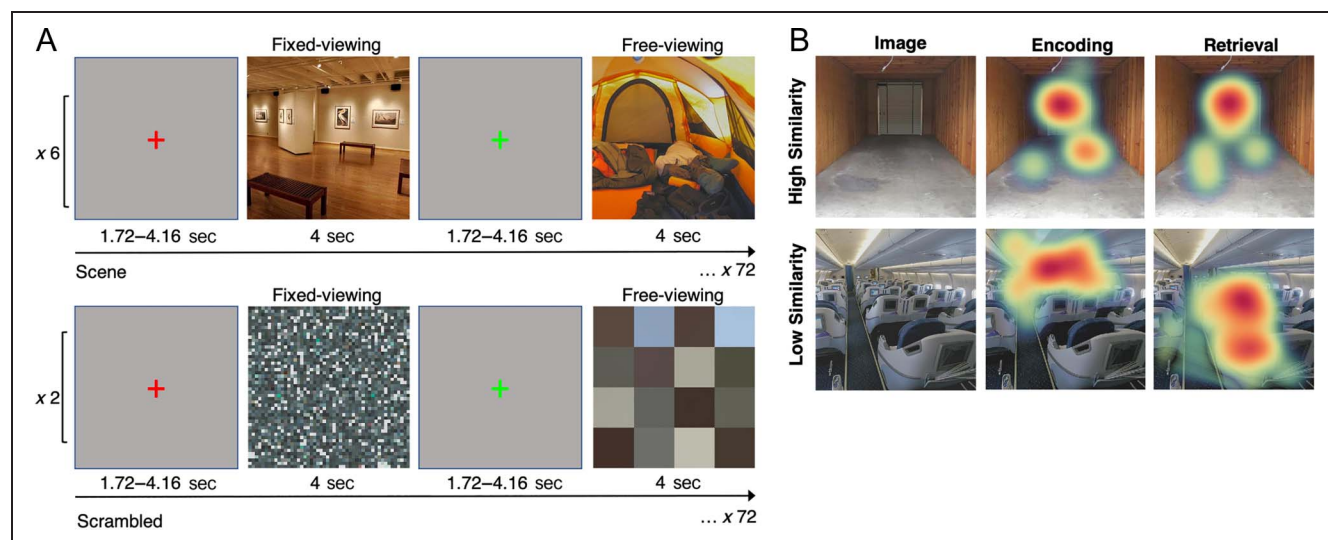 A
Fixed-viewing
Free-viewing
x 6
1.72–4.16 sec
4 sec
1.72–4.16 sec
4 sec
Scene
... x 72
Fixed-viewing
Free-viewing
x 2
1.72–4.16 sec
4 sec
1.72–4.16 sec
4 sec
Scrambled
... x 72
B
Image
Encoding
Retrieval
High Similarity
Low Similarity